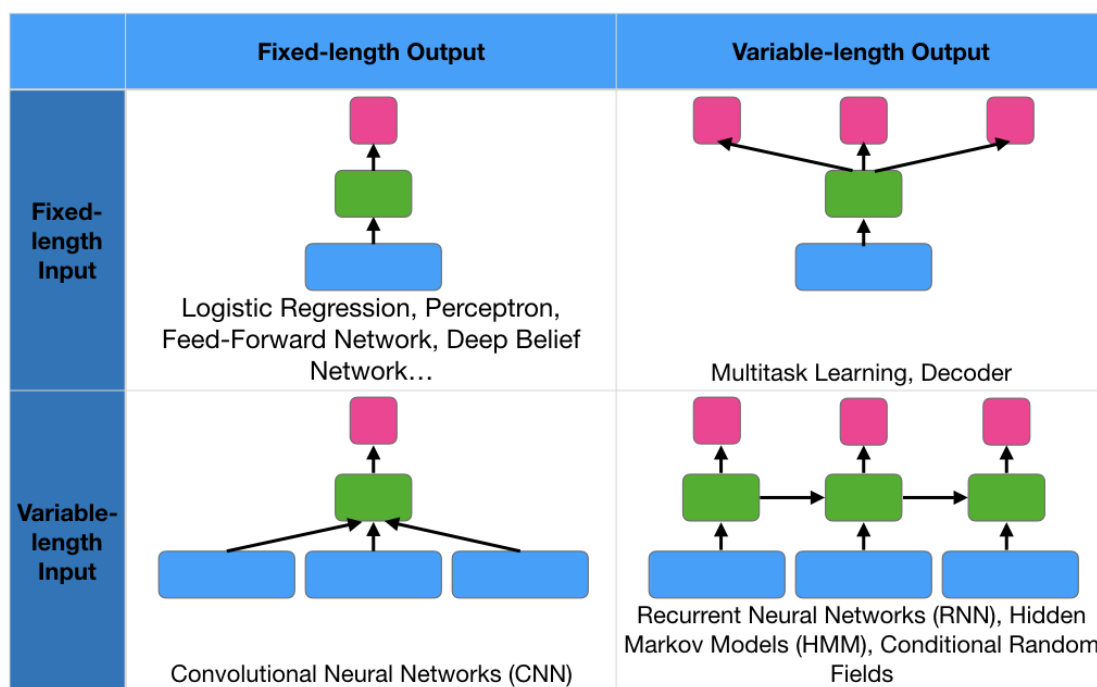 Fixed-length Output
Variable-length Output
Fixed-
length
Input
Logistic Regression, Perceptron,
Feed-Forward Network, Deep Belief
Network…
Multitask Learning, Decoder
Variable-
length
Input
Convolutional Neural Networks (CNN)
Recurrent Neural Networks (RNN), Hidden
Markov Models (HMM), Conditional Random
Fields